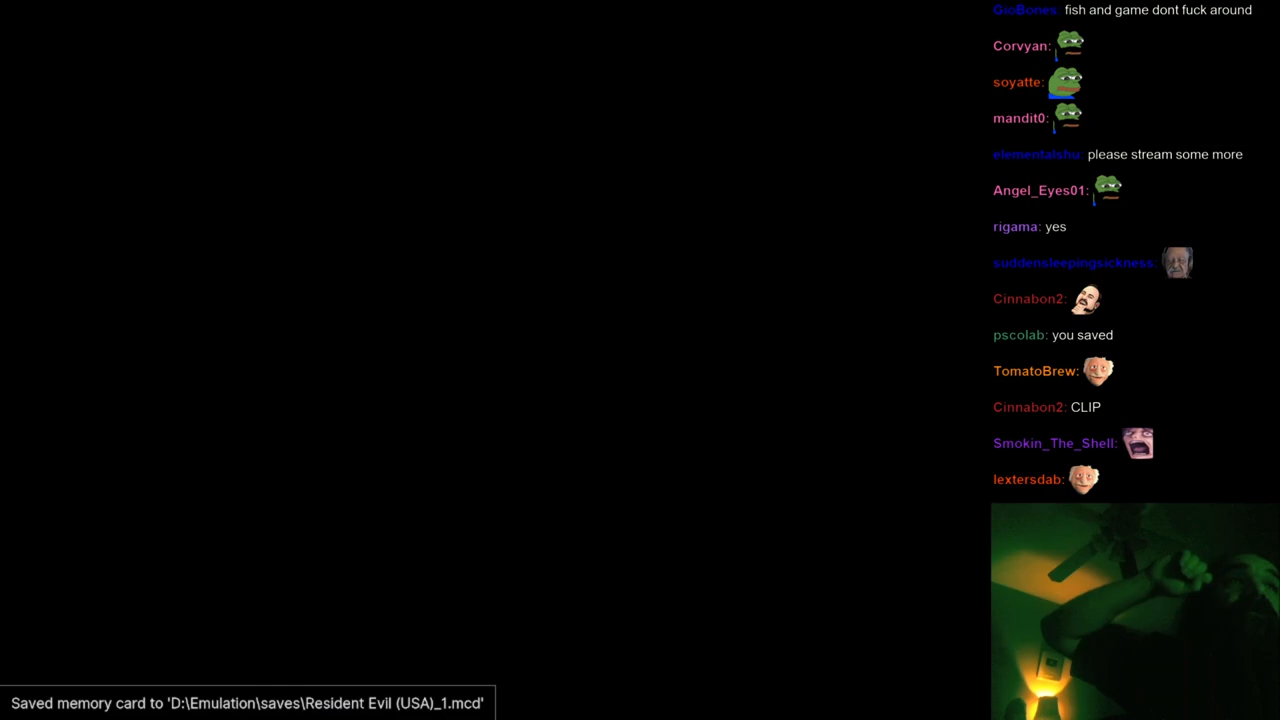 GroBones: fish and game dont fuck around
Corvyan:
soyatte:
mandit0:
elementalshu: please stream some more
Angel_Eyes01:
rigama: yes
suddensleepingsickness:
Cinnabon2:
pscolab: you saved
TomatoBrew:
Cinnabon2: CLIP
Smokin_The_Shell:
lextersdab:
Saved memory card to 'D:\Emulation\saves\Resident Evil (USA)_1.mcd'